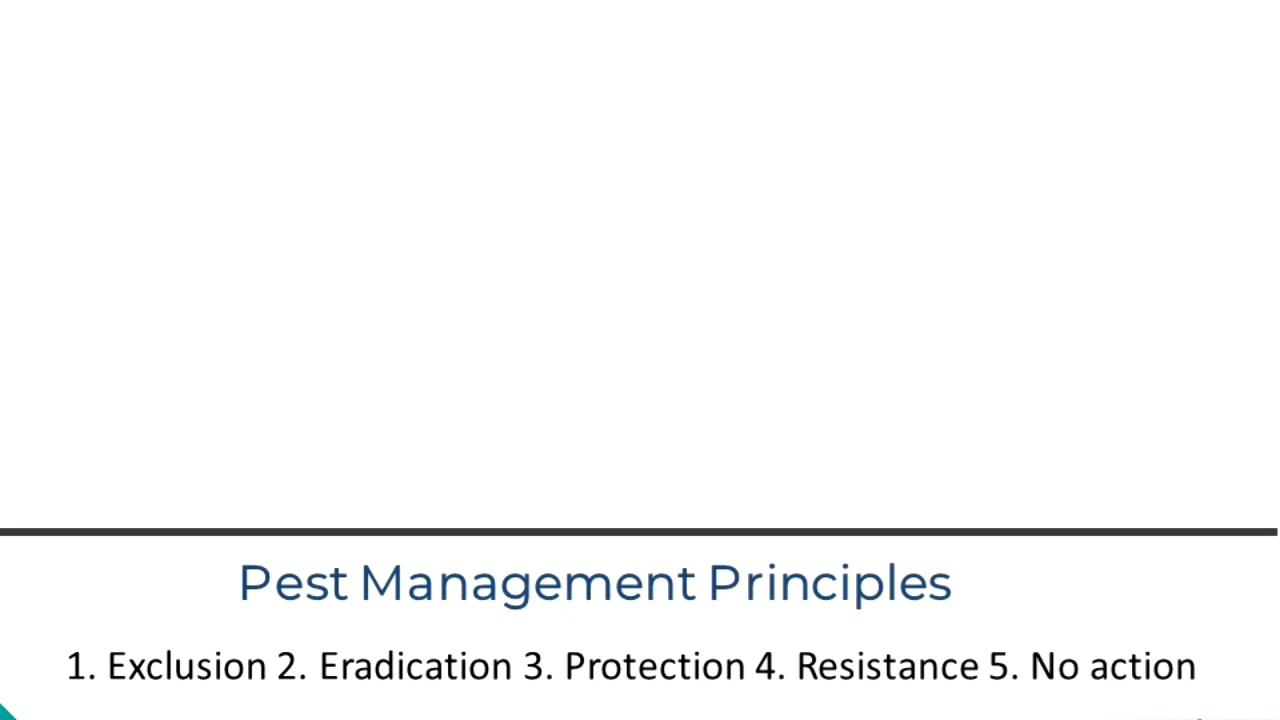 Pest Management Principles
1. Exclusion 2. Eradication 3. Protection 4. Resistance 5. No action